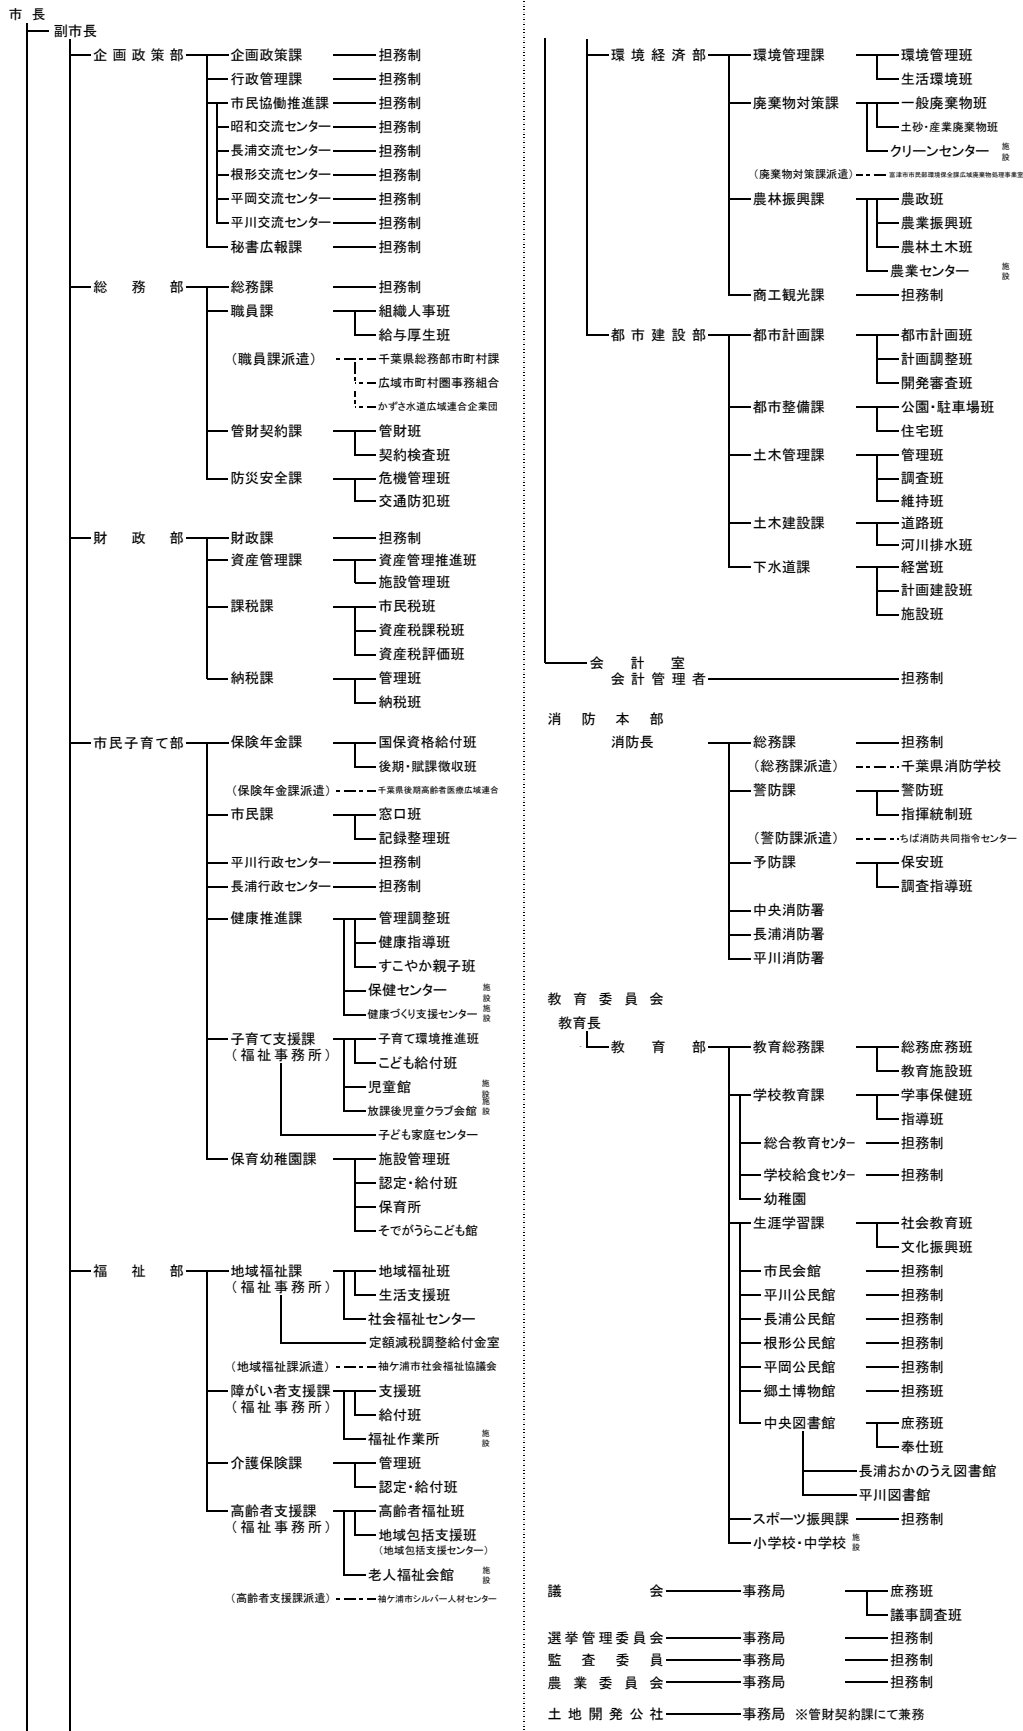 市長
副市長
企画政策部 企画政策課 担務制
行政管理課 担務制
市民協働推進課 担務制
昭和交流センター 担務制
長浦交流センター 担務制
根形交流センター 担務制
平岡交流センター 担務制
平川交流センター 担務制
秘書広報課 担務制
総務部 総務課 担務制
職員課 組織人事班
給与厚生班
(職員課派遣) 千葉県総務部市町村課
広域市町村圏事務組合
かずさ水道広域連合企業団
管財契約課 管財班
契約検査班
防災安全課 危機管理班
交通防犯班
財政部 財政課 担務制
資産管理課 資産管理推進班
施設管理班
課税課 市民税班
資産税課税班
資産税評価班
納税課 管理班
納税班
市民子育て部 保険年金課 国保資格給付班
後期・賦課徴収班
(保険年金課派遣) 千葉県後期高齢者医療広域連合
市民課 窓口班
記録整理班
平川行政センター 担務制
長浦行政センター 担務制
健康推進課 管理調整班
健康指導班
すこやか親子班
保健センター 施設
健康づくり支援センター 施設
子育て支援課 子育て環境推進班
(福祉事務所)
こども給付班
児童館 施設
放課後児童クラブ会館 施設
子ども家庭センター
保育幼稚園課 施設管理班
認定・給付班
保育所
そでがうらこども館
福祉部 地域福祉課 地域福祉班
(福祉事務所)
生活支援班
社会福祉センター
定額減税調整給付金室
(地域福祉課派遣) 袖ケ浦市社会福祉協議会
障がい者支援課 支援班
(福祉事務所)
給付班
福祉作業所 施設
介護保険課 管理班
認定・給付班
高齢者支援課 高齢者福祉班
(福祉事務所)
地域包括支援班
(地域包括支援センター)
老人福祉会館 施設
(高齢者支援課派遣) 袖ケ浦市シルバー人材センター
環境経済部 環境管理課 環境管理班
生活環境班
廃棄物対策課 一般廃棄物班
土砂・産業廃棄物班
クリーンセンター 施設
(廃棄物対策課派遣) 富津市市民部環境保全課広域廃棄物処理事業室
農林振興課 農政班
農業振興班
農林土木班
農業センター 施設
商工観光課 担務制
都市建設部 都市計画課 都市計画班
計画調整班
開発審査班
都市整備課 公園・駐車場班
住宅班
土木管理課 管理班
調査班
維持班
土木建設課 道路班
河川排水班
下水道課 経営班
計画建設班
施設班
会計室
会計管理者 担務制
消防本部
消防長 総務課 担務制
(総務課派遣) 千葉県消防学校
警防課 警防班
指揮統制班
(警防課派遣) ちば消防共同指令センター
予防課 保安班
調査指導班
中央消防署
長浦消防署
平川消防署
教育委員会
教育長
教育部 教育総務課 総務庶務班
教育施設班
学校教育課 学事保健班
指導班
総合教育センター 担務制
学校給食センター 担務制
幼稚園
生涯学習課 社会教育班
文化振興班
市民会館 担務制
平川公民館 担務制
長浦公民館 担務制
根形公民館 担務制
平岡公民館 担務制
郷土博物館 担務班
中央図書館 庶務班
奉仕班
長浦おかのうえ図書館
平川図書館
スポーツ振興課 担務制
小学校・中学校 施設
議会 事務局 庶務班
議事調査班
選挙管理委員会 事務局 担務制
監査委員 事務局 担務制
農業委員会 事務局 担務制
土地開発公社 事務局 ※管財契約課にて兼務